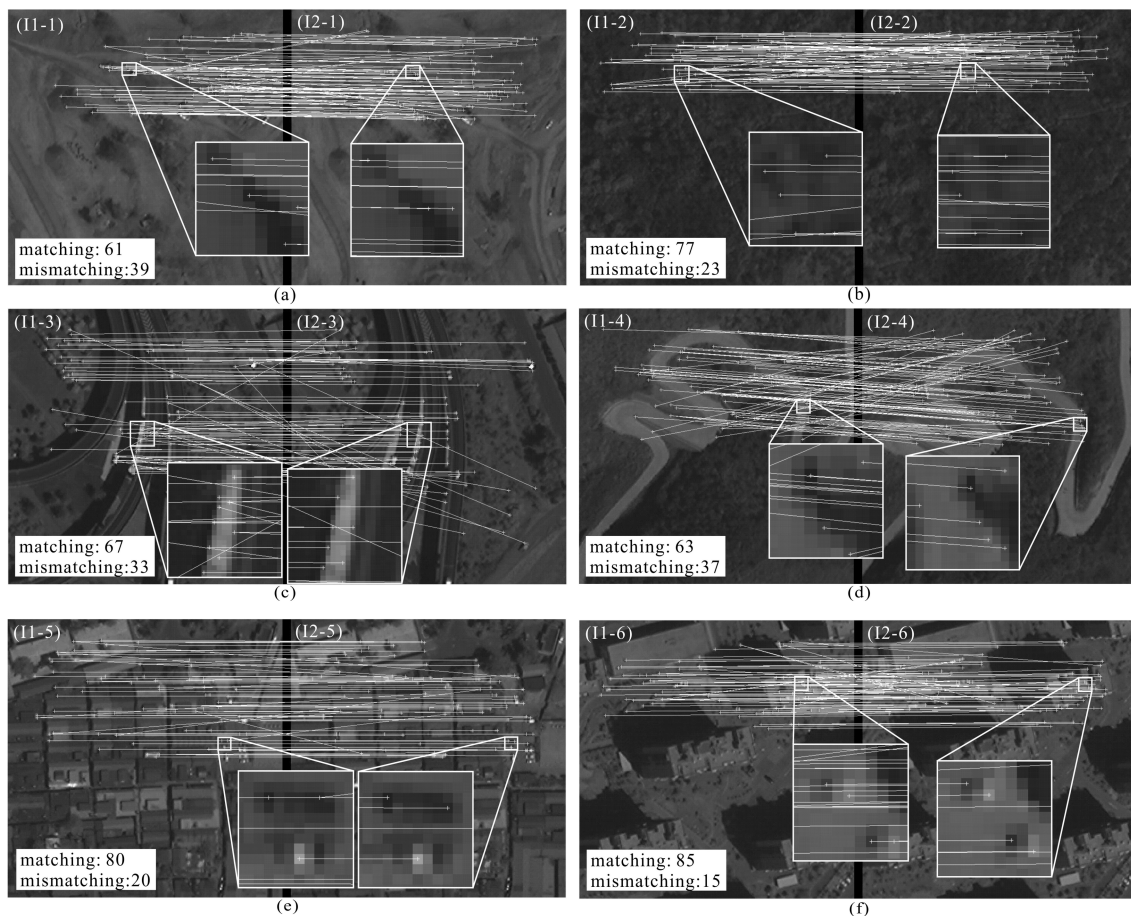 (I1-1)
(I2-1)
matching: 61
mismatching:39
(a)
(I1-2)
(I2-2)
matching: 77
mismatching:23
(b)
(I1-3)
(I2-3)
matching: 67
mismatching:33
(c)
(I1-4)
(I2-4)
matching: 63
mismatching:37
(d)
(I1-5)
(I2-5)
matching: 80
mismatching:20
(e)
(I1-6)
(I2-6)
matching: 85
mismatching:15
(f)